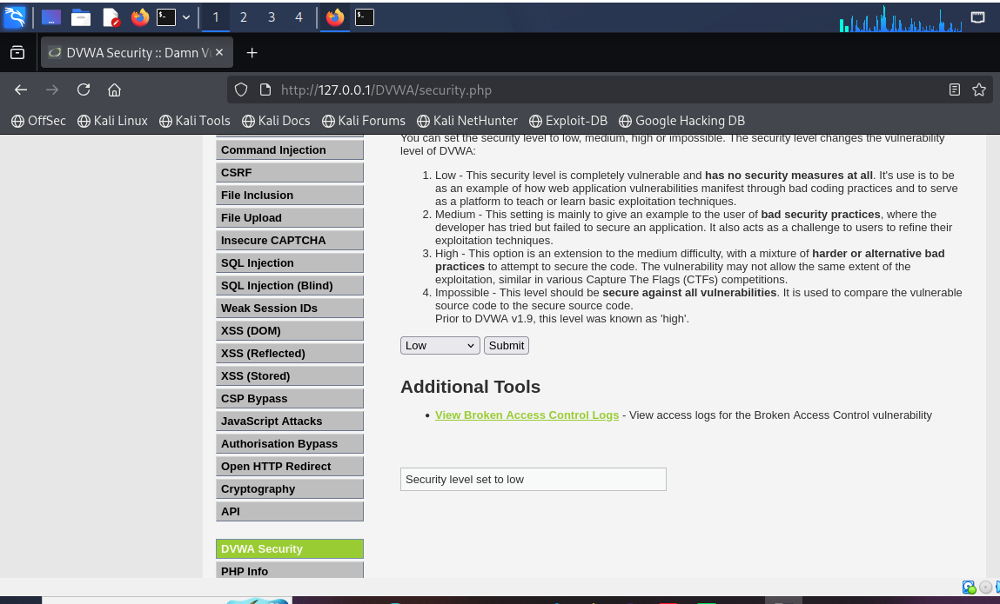 1 2 3 4
DVWA Security :: Damn Vu
http://127.0.0.1/DVWA/security.php
OffSec Kali Linux Kali Tools Kali Docs Kali Forums Kali NetHunter Exploit-DB Google Hacking DB
Command Injection
CSRF
File Inclusion
File Upload
Insecure CAPTCHA
SQL Injection
SQL Injection (Blind)
Weak Session IDs
XSS (DOM)
XSS (Reflected)
XSS (Stored)
CSP Bypass
JavaScript Attacks
Authorisation Bypass
Open HTTP Redirect
Cryptography
API
DVWA Security
PHP Info
You can set the security level to low, medium, high or impossible. The security level changes the vulnerability
level of DVWA:
1. Low - This security level is completely vulnerable and has no security measures at all. It's use is to be
as an example of how web application vulnerabilities manifest through bad coding practices and to serve
as a platform to teach or learn basic exploitation techniques.
2. Medium - This setting is mainly to give an example to the user of bad security practices, where the
developer has tried but failed to secure an application. It also acts as a challenge to users to refine their
exploitation techniques.
3. High - This option is an extension to the medium difficulty, with a mixture of harder or alternative bad
practices to attempt to secure the code. The vulnerability may not allow the same extent of the
exploitation, similar in various Capture The Flags (CTFs) competitions.
4. Impossible - This level should be secure against all vulnerabilities. It is used to compare the vulnerable
source code to the secure source code.
Prior to DVWA v1.9, this level was known as 'high'.
Low Submit
Additional Tools
• View Broken Access Control Logs - View access logs for the Broken Access Control vulnerability
Security level set to low